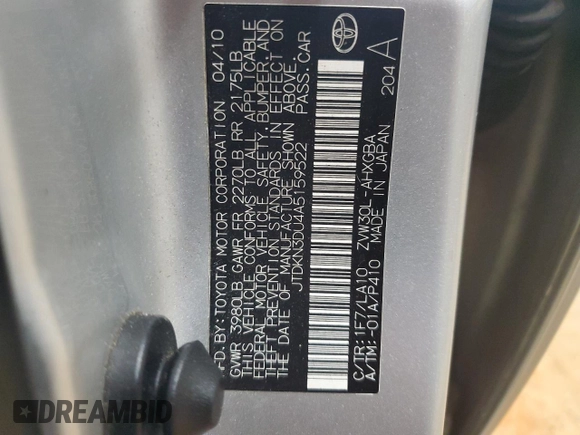 MFD.BY:TOYOTA MOTOR CORPORATION 04/10
GVWR 3980LB GAWR FR 2270LB RR 2175LB
THIS VEHICLE CONFORMS TO ALL APPLICABLE
FEDERAL MOTOR VEHICLE SAFETY, BUMPER, AND
THEFT PREVENTION STANDARDS IN EFFECT ON
THE DATE OF MANUFACTURE SHOWN ABOVE.
JTDKN3DU4A5159522 PASS.CAR
C/TR:1F7/LA10 ZVW30L-AHXGBA
A/TM:-01A/P410 MADE IN JAPAN 204 A
TOYOTA
DREAMBID